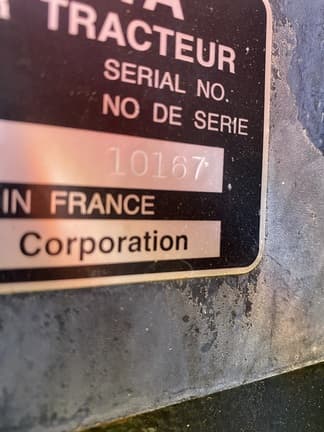 TRACTEUR
SERIAL NO.
NO DE SERIE
10167
IN FRANCE
Corporation